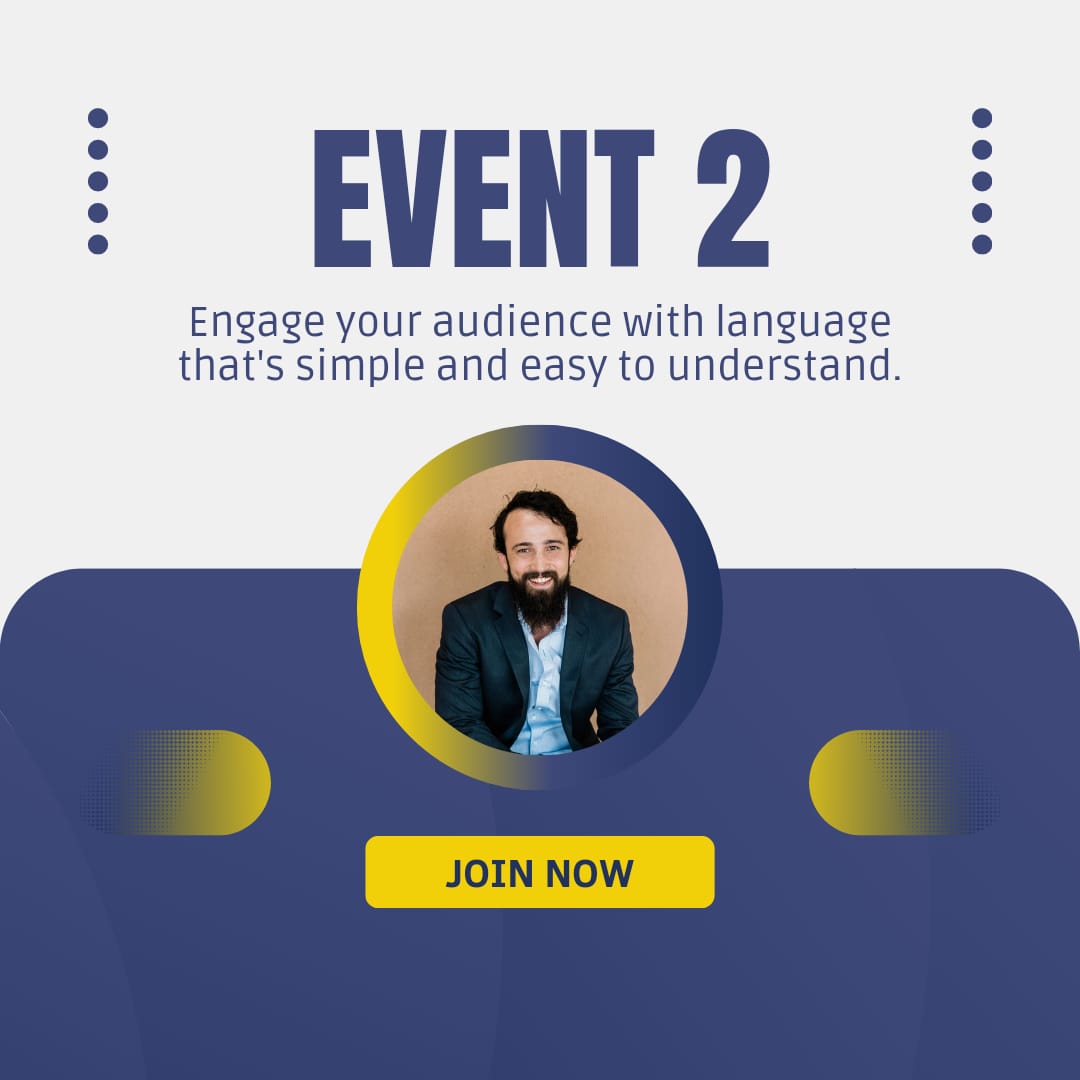 EVENT 2
Engage your audience with language
that's simple and easy to understand.
JOIN NOW